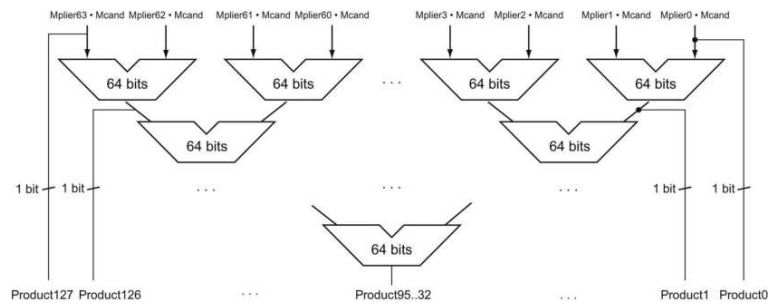 Mplier63 • Mcand Mplier62 • Mcand Mplier61 • Mcand Mplier60 • Mcand Mplier3 • Mcand Mplier2 • Mcand Mplier1 • Mcand Mplier0 • Mcand
64 bits 64 bits . . . 64 bits 64 bits
64 bits 64 bits
1 bit 1 bit . . . . . . . . . 1 bit 1 bit
64 bits
Product127 Product126 . . . Product95..32 . . . Product1 Product0